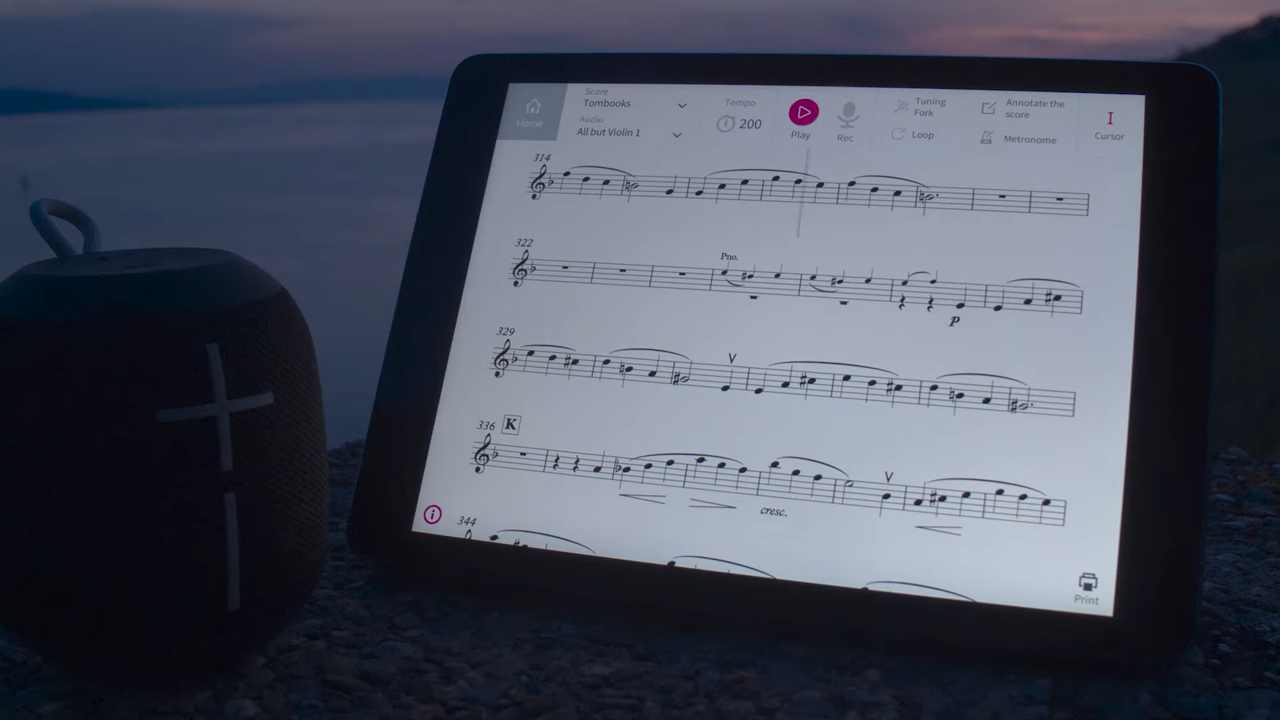 Score
Tombooks
Audio
All but Violin 1
Home
Tempo
200
Play
Rec
Tuning
Fork
Loop
Annotate the
score
Metronome
Cursor
314
322
Pno.
p
329
336
K
cresc.
344
Print